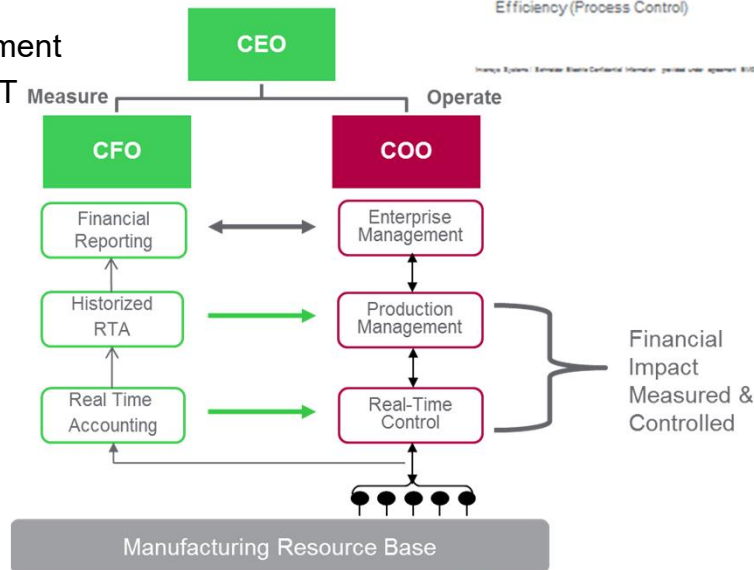 Efficiency (Process Control)
ment
T
CEO
Measure
Operate
CFO
COO
Financial
Reporting
Enterprise
Management
Historized
RTA
Production
Management
Real Time
Accounting
Real-Time
Control
Financial
Impact
Measured &
Controlled
Manufacturing Resource Base